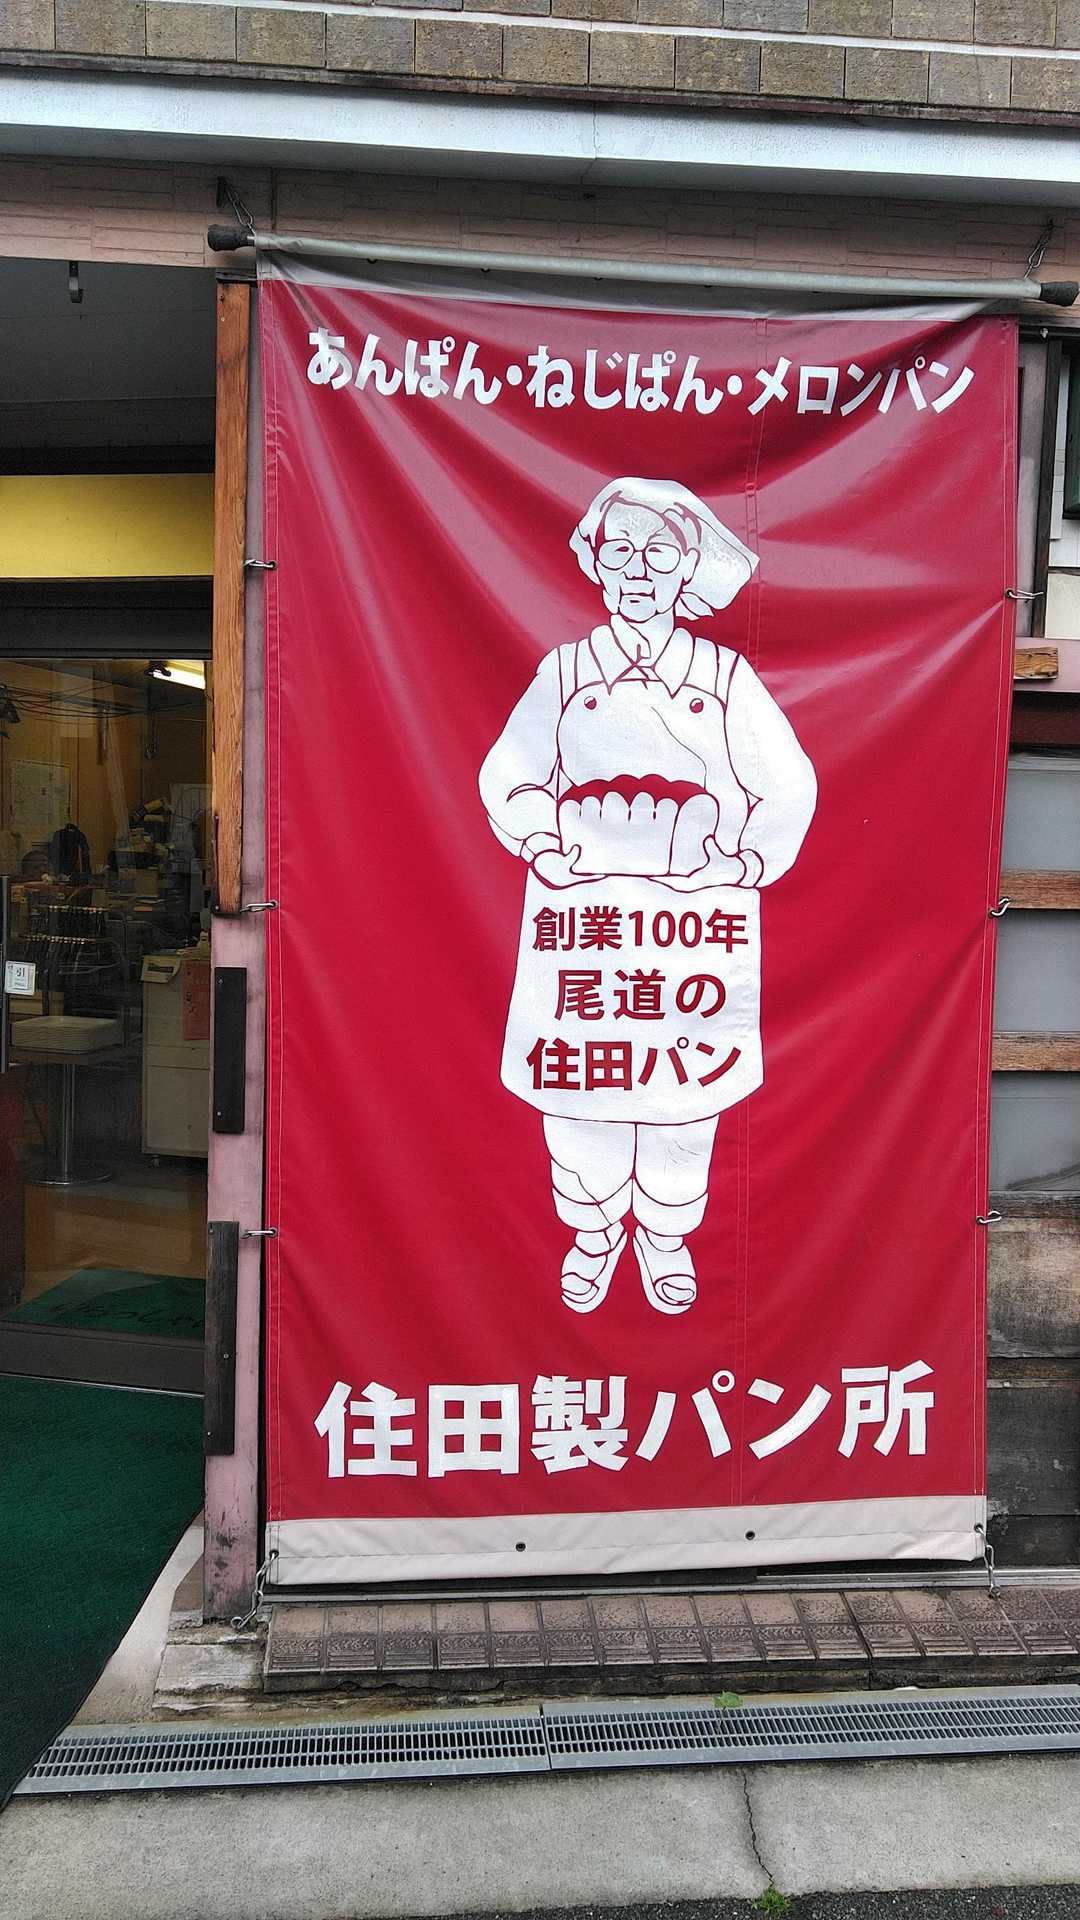 あんぱん・ねじぱん・メロンパン
創業100年
尾道の
住田パン
住田製パン所
引